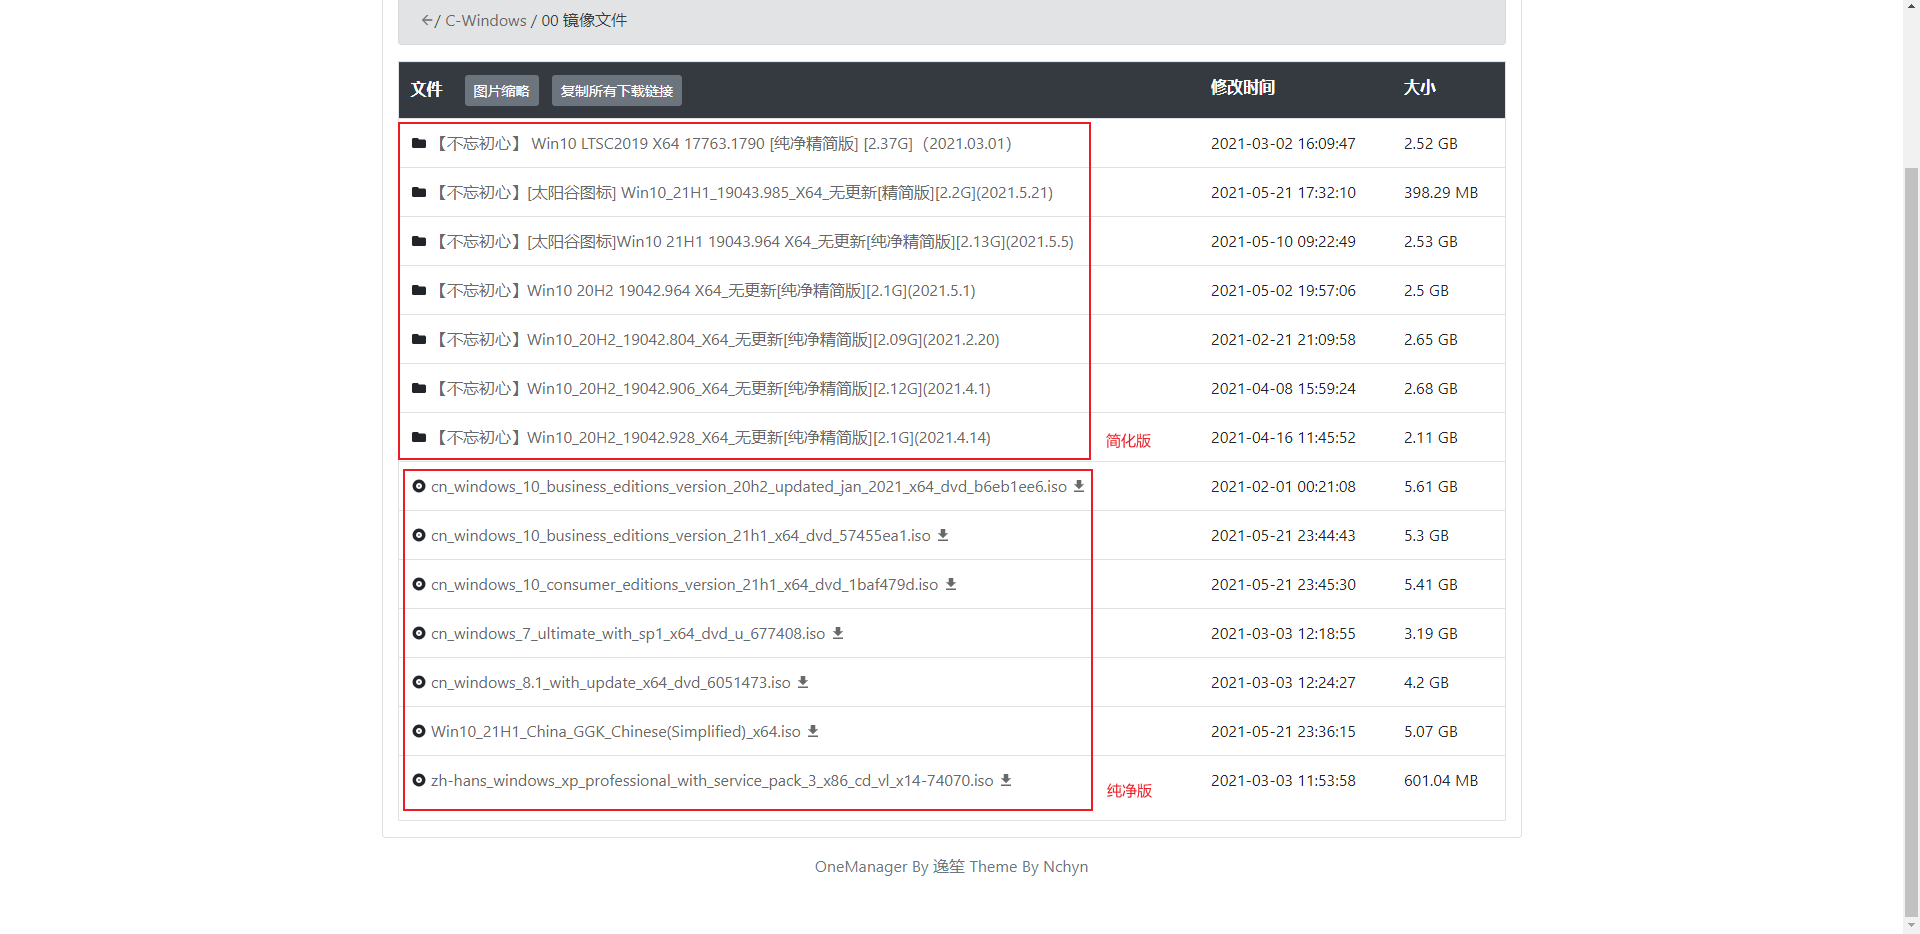 ←/ C-Windows / 00 镜像文件
文件 图片缩略 复制所有下载链接 修改时间 大小
【不忘初心】 Win10 LTSC2019 X64 17763.1790 [纯净精简版] [2.37G]（2021.03.01） 2021-03-02 16:09:47 2.52 GB
【不忘初心】[太阳谷图标] Win10_21H1_19043.985_X64_无更新[精简版][2.2G](2021.5.21) 2021-05-21 17:32:10 398.29 MB
【不忘初心】[太阳谷图标]Win10 21H1 19043.964 X64_无更新[纯净精简版][2.13G](2021.5.5) 2021-05-10 09:22:49 2.53 GB
【不忘初心】Win10 20H2 19042.964 X64_无更新[纯净精简版][2.1G](2021.5.1) 2021-05-02 19:57:06 2.5 GB
【不忘初心】Win10_20H2_19042.804_X64_无更新[纯净精简版][2.09G](2021.2.20) 2021-02-21 21:09:58 2.65 GB
【不忘初心】Win10_20H2_19042.906_X64_无更新[纯净精简版][2.12G](2021.4.1) 2021-04-08 15:59:24 2.68 GB
【不忘初心】Win10_20H2_19042.928_X64_无更新[纯净精简版][2.1G](2021.4.14) 简化版 2021-04-16 11:45:52 2.11 GB
cn_windows_10_business_editions_version_20h2_updated_jan_2021_x64_dvd_b6eb1ee6.iso 2021-02-01 00:21:08 5.61 GB
cn_windows_10_business_editions_version_21h1_x64_dvd_57455ea1.iso 2021-05-21 23:44:43 5.3 GB
cn_windows_10_consumer_editions_version_21h1_x64_dvd_1baf479d.iso 2021-05-21 23:45:30 5.41 GB
cn_windows_7_ultimate_with_sp1_x64_dvd_u_677408.iso 2021-03-03 12:18:55 3.19 GB
cn_windows_8.1_with_update_x64_dvd_6051473.iso 2021-03-03 12:24:27 4.2 GB
Win10_21H1_China_GGK_Chinese(Simplified)_x64.iso 2021-05-21 23:36:15 5.07 GB
zh-hans_windows_xp_professional_with_service_pack_3_x86_cd_vl_x14-74070.iso 纯净版 2021-03-03 11:53:58 601.04 MB
OneManager By 逸笙 Theme By Nchyn